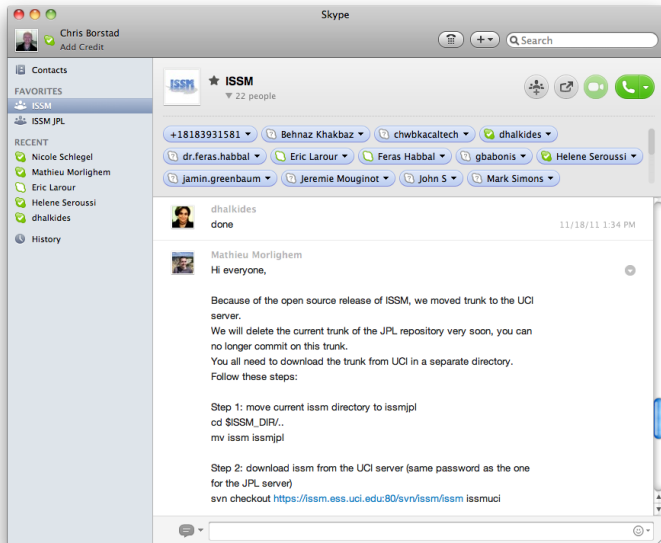 Skype
Chris Borstad
Add Credit
Search
Contacts
FAVORITES
ISSM
ISSM JPL
RECENT
Nicole Schlegel
Mathieu Morlighem
Eric Larour
Helene Seroussi
dhalkides
History
ISSM
ISSM
22 people
+18183931581
Behnaz Khakbaz
chwbkacaltech
dhalkides
dr.feras.habbal
Eric Larour
Feras Habbal
gbabonis
Helene Seroussi
jamin.greenbaum
Jeremie Mouginot
John S
Mark Simons
dhalkides
done
11/18/11 1:34 PM
Mathieu Morlighem
Hi everyone,
Because of the open source release of ISSM, we moved trunk to the UCI
server.
We will delete the current trunk of the JPL repository very soon, you can
no longer commit on this trunk.
You all need to download the trunk from UCI in a separate directory.
Follow these steps:
Step 1: move current issm directory to issmjpl
cd $ISSM_DIR/..
mv issm issmjpl
Step 2: download issm from the UCI server (same password as the one
for the JPL server)
svn checkout https://issm.ess.uci.edu:80/svn/issm/issm issmuci